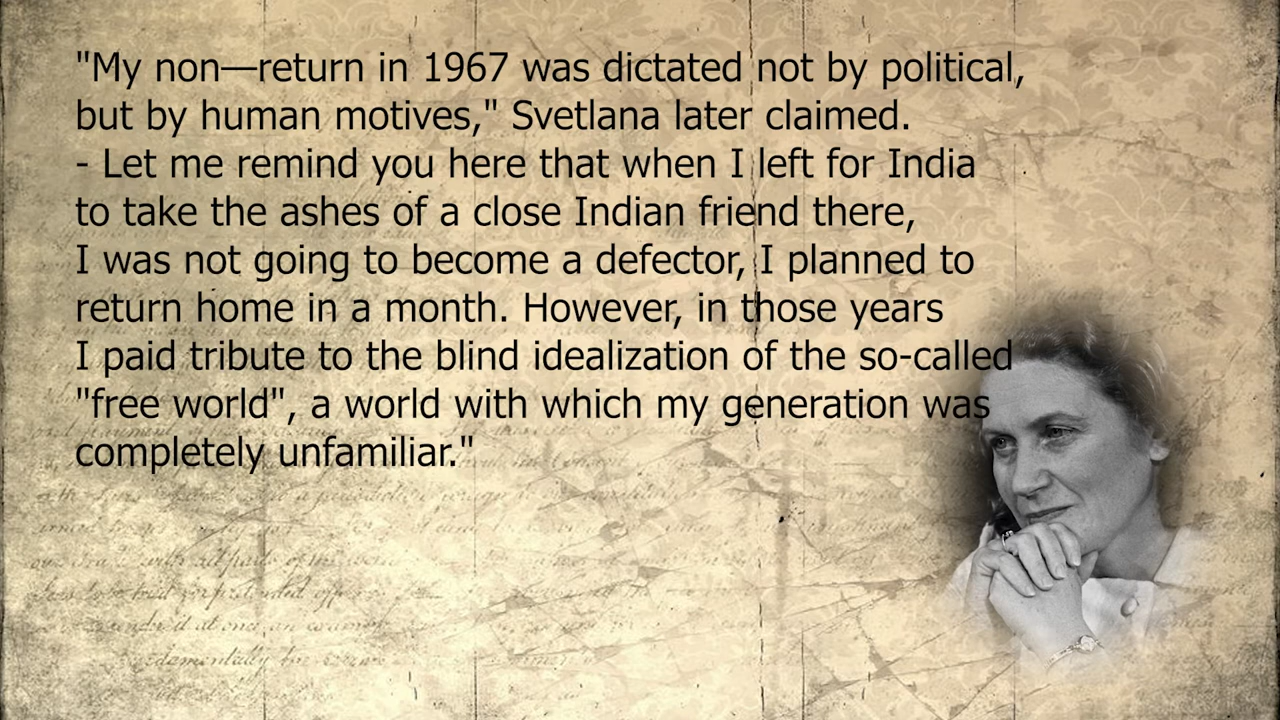 "My non—return in 1967 was dictated not by political,
but by human motives," Svetlana later claimed.
- Let me remind you here that when I left for India
to take the ashes of a close Indian friend there,
I was not going to become a defector, I planned to
return home in a month. However, in those years
I paid tribute to the blind idealization of the so-called
"free world", a world with which my generation was
completely unfamiliar."